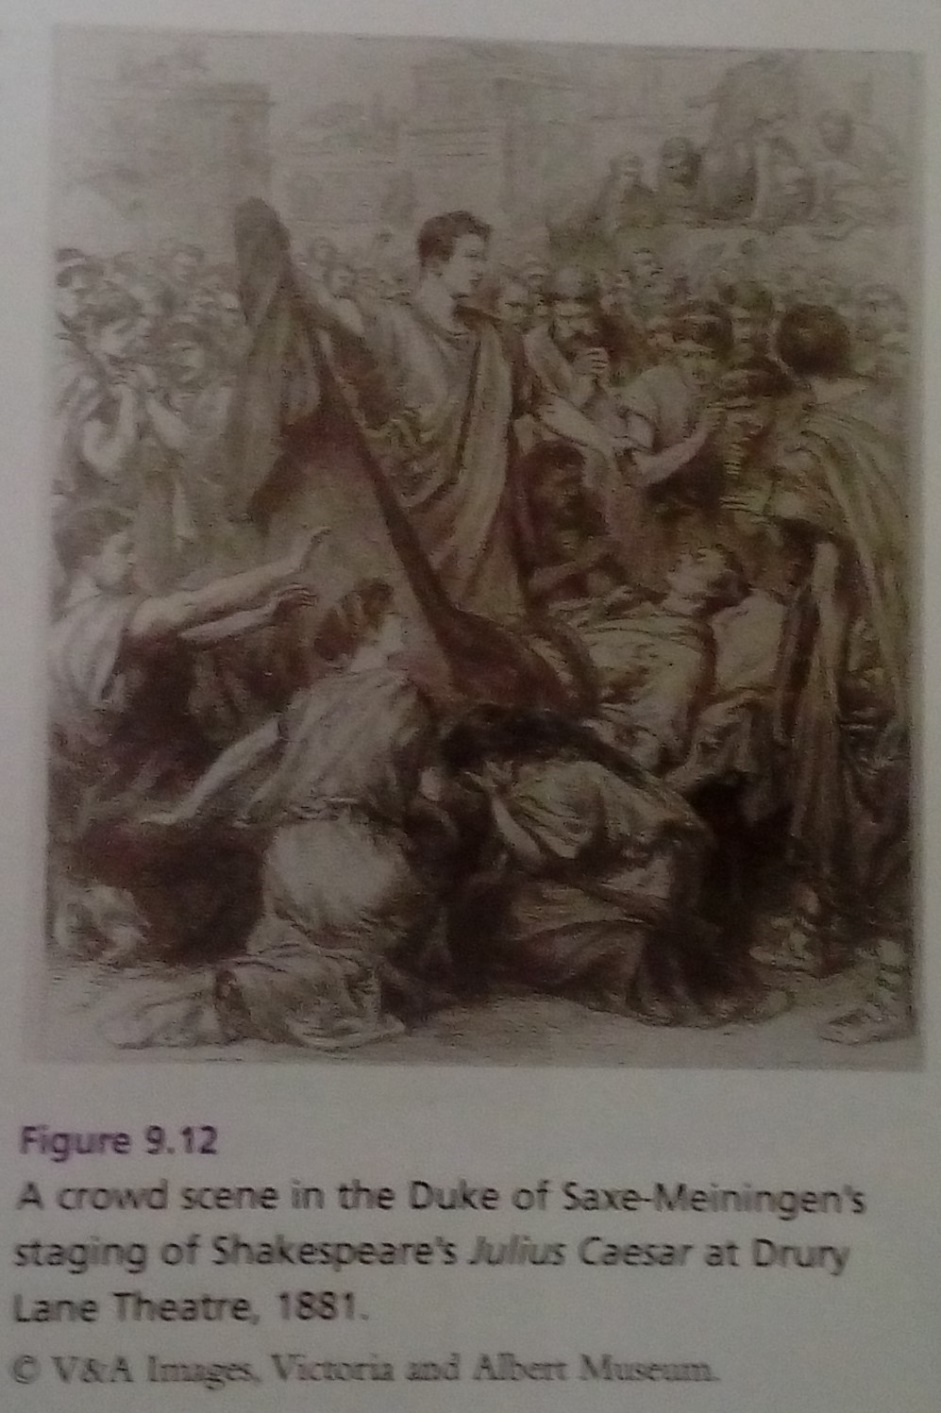 Figure 9.12
A crowd scene in the Duke of Saxe-Meiningen's
staging of Shakespeare's Julius Caesar at Drury
Lane Theatre, 1881.
© V&A Images, Victoria and Albert Museum.